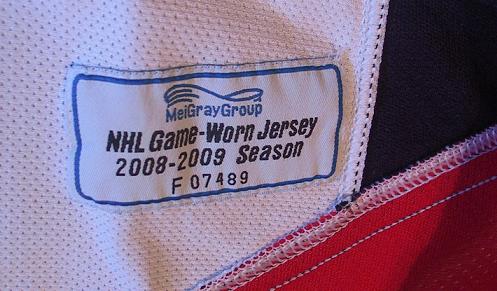 MeiGrayGroup
NHL Game-Worn Jersey
2008-2009 Season
F 07489